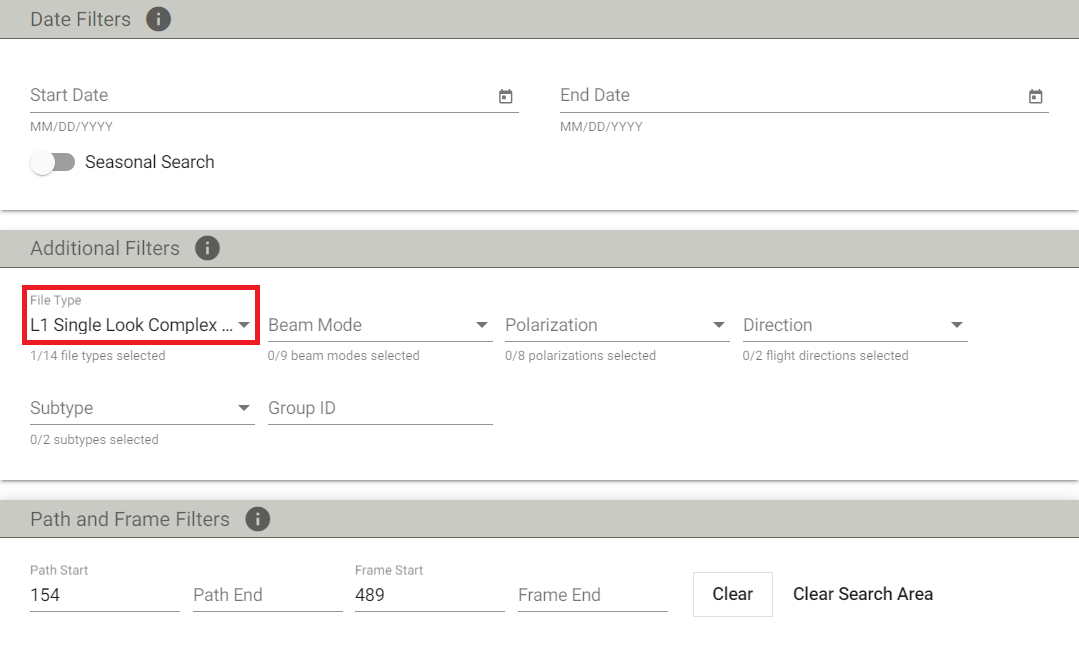 Date Filters
Start Date
End Date
MM/DD/YYYY
MM/DD/YYYY
Seasonal Search
Additional Filters
File Type
L1 Single Look Complex ...
Beam Mode
Polarization
Direction
1/14 file types selected
0/9 beam modes selected
0/8 polarizations selected
0/2 flight directions selected
Subtype
Group ID
0/2 subtypes selected
Path and Frame Filters
Path Start
Frame Start
154
Path End
489
Frame End
Clear
Clear Search Area